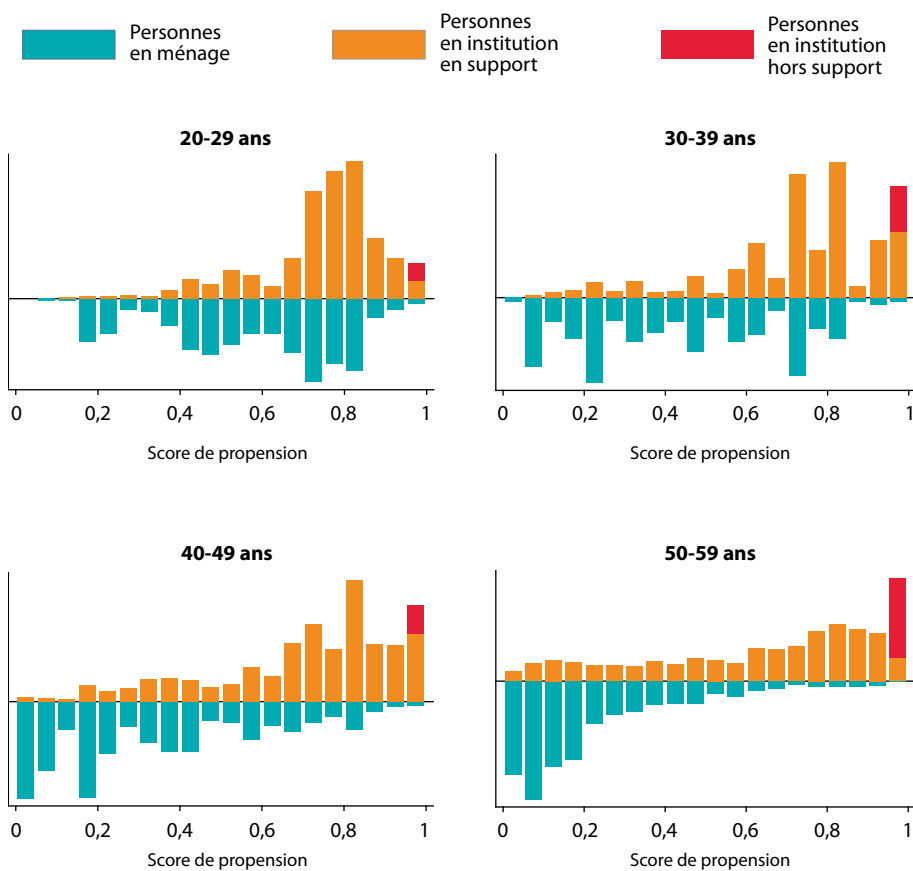 Personnes
en ménage
Personnes
en institution
en support
Personnes
en institution
hors support
20-29 ans
0 0,2 0,4 0,6 0,8 1
Score de propension
30-39 ans
0 0,2 0,4 0,6 0,8 1
Score de propension
40-49 ans
0 0,2 0,4 0,6 0,8 1
Score de propension
50-59 ans
0 0,2 0,4 0,6 0,8 1
Score de propension